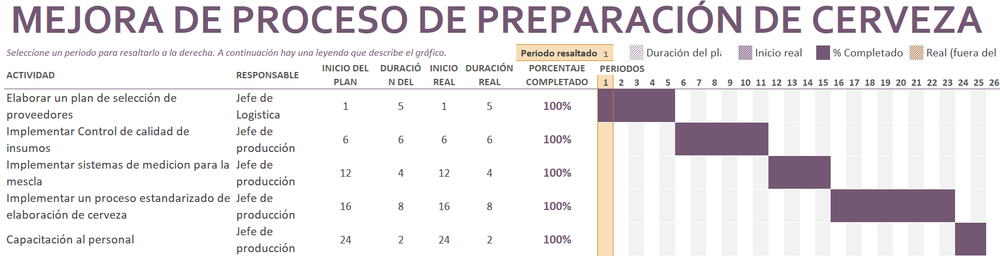 MEJORA DE PROCESO DE PREPARACIÓN DE CERVEZA
Seleccione un periodo para resaltarlo a la derecha. A continuación hay una leyenda que describe el gráfico.
Periodo resaltado 1
Duración del pla
Inicio real
% Completado
Real (fuera del
ACTIVIDAD RESPONSABLE INICIO DEL PLAN DURACIÓ N DEL INICIO REAL DURACIÓN REAL PORCENTAJE COMPLETADO PERIODOS
1 2 3 4 5 6 7 8 9 10 11 12 13 14 15 16 17 18 19 20 21 22 23 24 25 26
Elaborar un plan de selección de proveedores Jefe de Logistica 1 5 1 5 100%
Implementar Control de calidad de insumos Jefe de producción 6 6 6 6 100%
Implementar sistemas de medicion para la mescla Jefe de producción 12 4 12 4 100%
Implementar un proceso estandarizado de elaboración de cerveza Jefe de producción 16 8 16 8 100%
Capacitación al personal Jefe de producción 24 2 24 2 100%